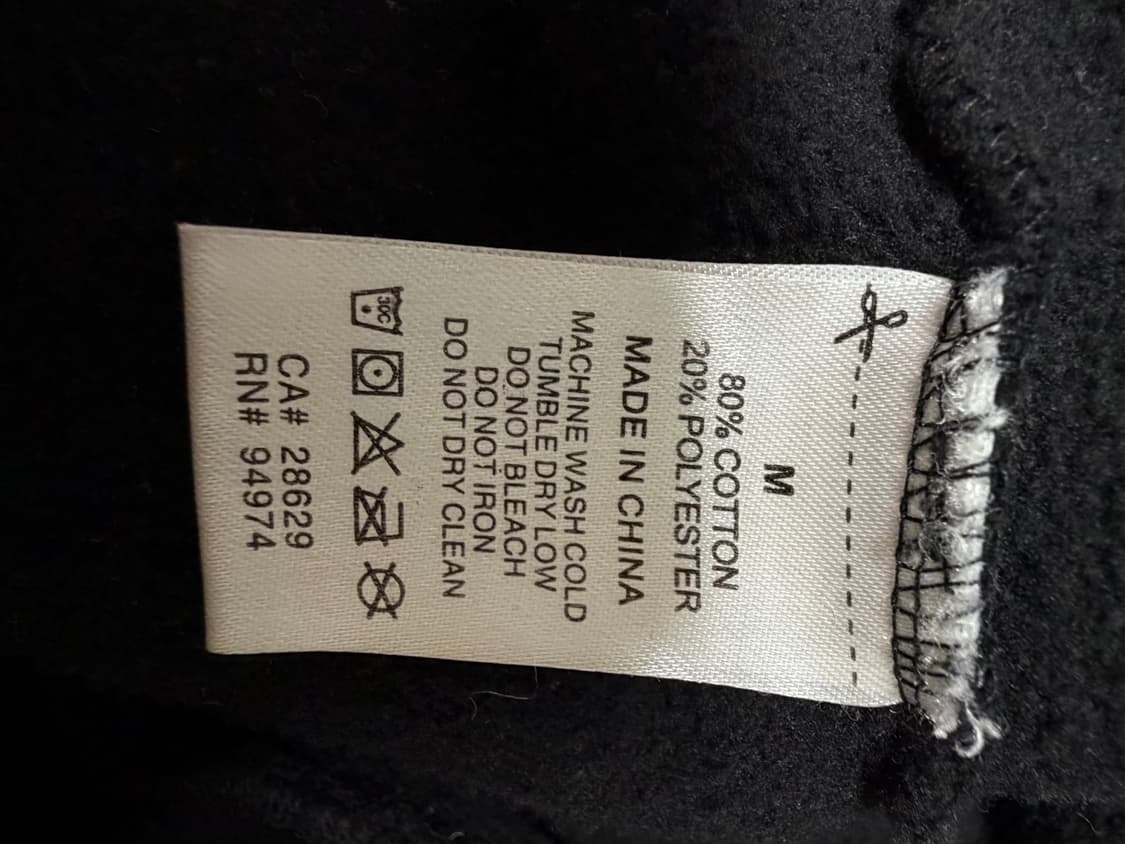 M
80% COTTON
20% POLYESTER
MADE IN CHINA
MACHINE WASH COLD
TUMBLE DRY LOW
DO NOT BLEACH
DO NOT IRON
DO NOT DRY CLEAN
30C
CA# 28629
RN# 94974